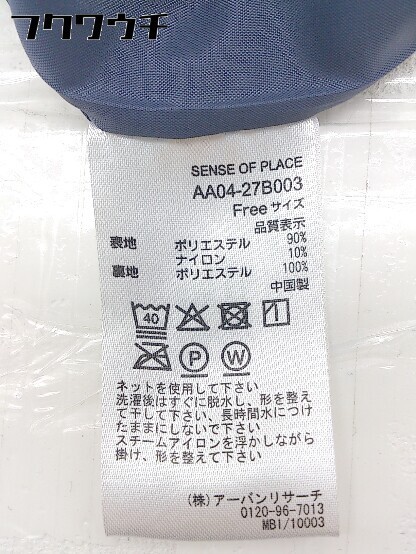 フクワウチ
SENSE OF PLACE
AA04-27B003
Freeサイズ
品質表示
表地 ポリエステル 90%
ナイロン 10%
裏地 ポリエステル 100%
中国製
40
P W
ネットを使用して下さい
洗濯後はすぐに脱水し、形を整え
て干して下さい、長時間水につけ
たままにしないで下さい
スチームアイロンを浮かしながら
掛け、形を整えて下さい
(株)アーバンリサーチ
0120-96-7013
MB1/10003